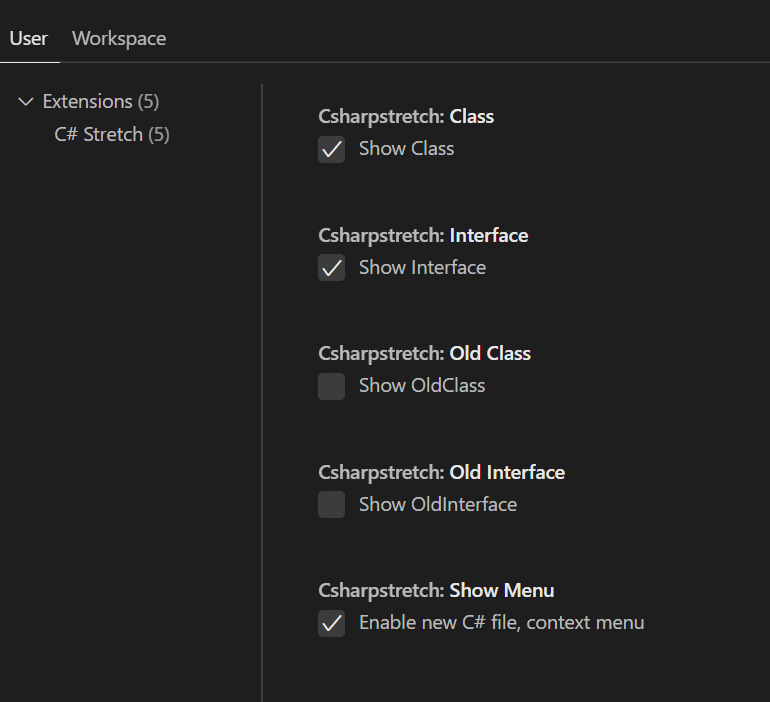 User Workspace
Extensions (5)
C# Stretch (5)
Csharpstretch: Class
Show Class
Csharpstretch: Interface
Show Interface
Csharpstretch: Old Class
Show OldClass
Csharpstretch: Old Interface
Show OldInterface
Csharpstretch: Show Menu
Enable new C# file, context menu